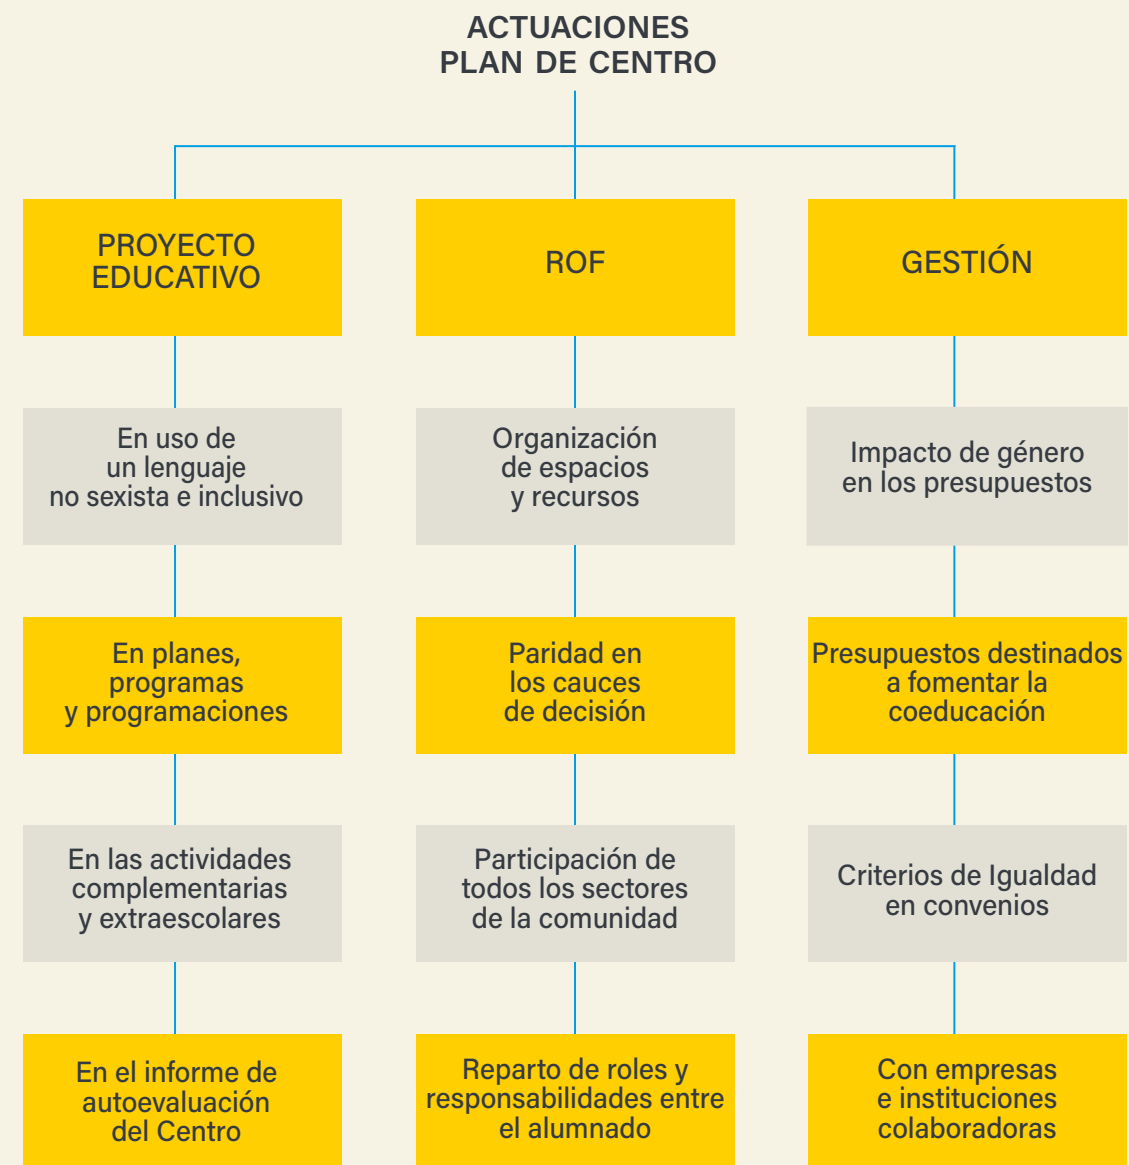 ACTUACIONES
PLAN DE CENTRO
PROYECTO
EDUCATIVO
ROF
GESTIÓN
En uso de
un lenguaje
no sexista e inclusivo
Organización
de espacios
y recursos
Impacto de género
en los presupuestos
En planes,
programas
y programaciones
Paridad en
los cauces
de decisión
Presupuestos destinados
a fomentar la
coeducación
En las actividades
complementarias
y extraescolares
Participación de
todos los sectores
de la comunidad
Criterios de Igualdad
en convenios
En el informe de
autoevaluación
del Centro
Reparto de roles y
responsabilidades entre
el alumnado
Con empresas
e instituciones
colaboradoras